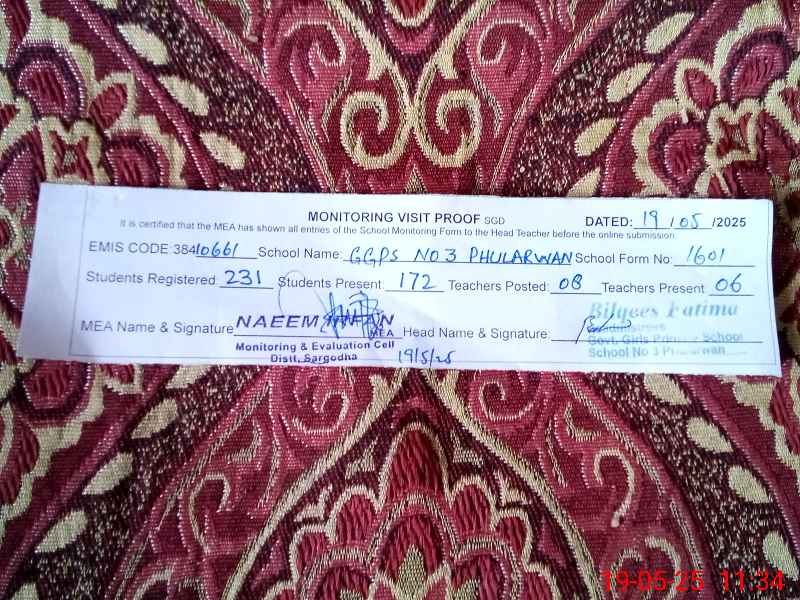 MONITORING VISIT PROOF SGD DATED: 19 / 05 /2025
It is certified that the MEA has shown all entries of the School Monitoring Form to the Head Teacher before the online submission.
EMIS CODE 38410661 School Name: GGPS NO 3 PHULARWAN School Form No: 1601
Students Registered: 231 Students Present: 172 Teachers Posted: 08 Teachers Present: 06
MEA Name & Signature NAEEM MEA Head Name & Signature: Bilqees Fatima
Monitoring & Evaluation Cell Govt. Girls Primary School
Distt. Sargodha 19/5/25 School No 3 Phularwan
19-05-25 11:34